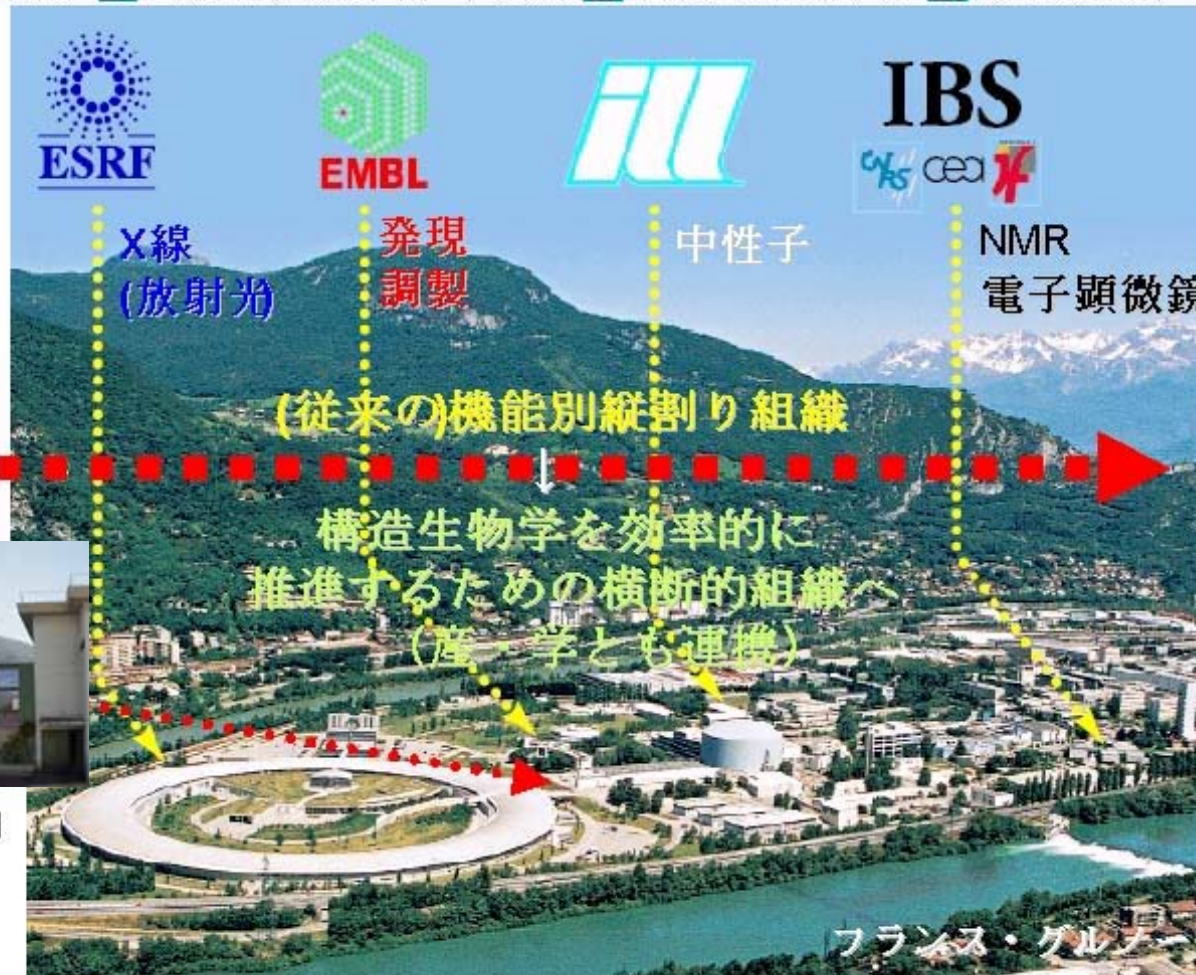 ESRF
EMBL
ill
IBS
CNRS cea
X線
(放射光)
発現
調製
中性子
NMR
電子顕微鏡
(従来の)機能別縦割り組織
↓
構造生物学を効率的に
推進するための横断的組織へ
(産・学とも連携)
フランス・グルノー